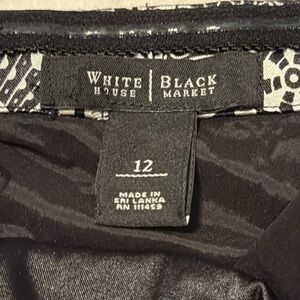 WHITE | BLACK
HOUSE | MARKET
12
MADE IN
SRI LANKA
RN 111459